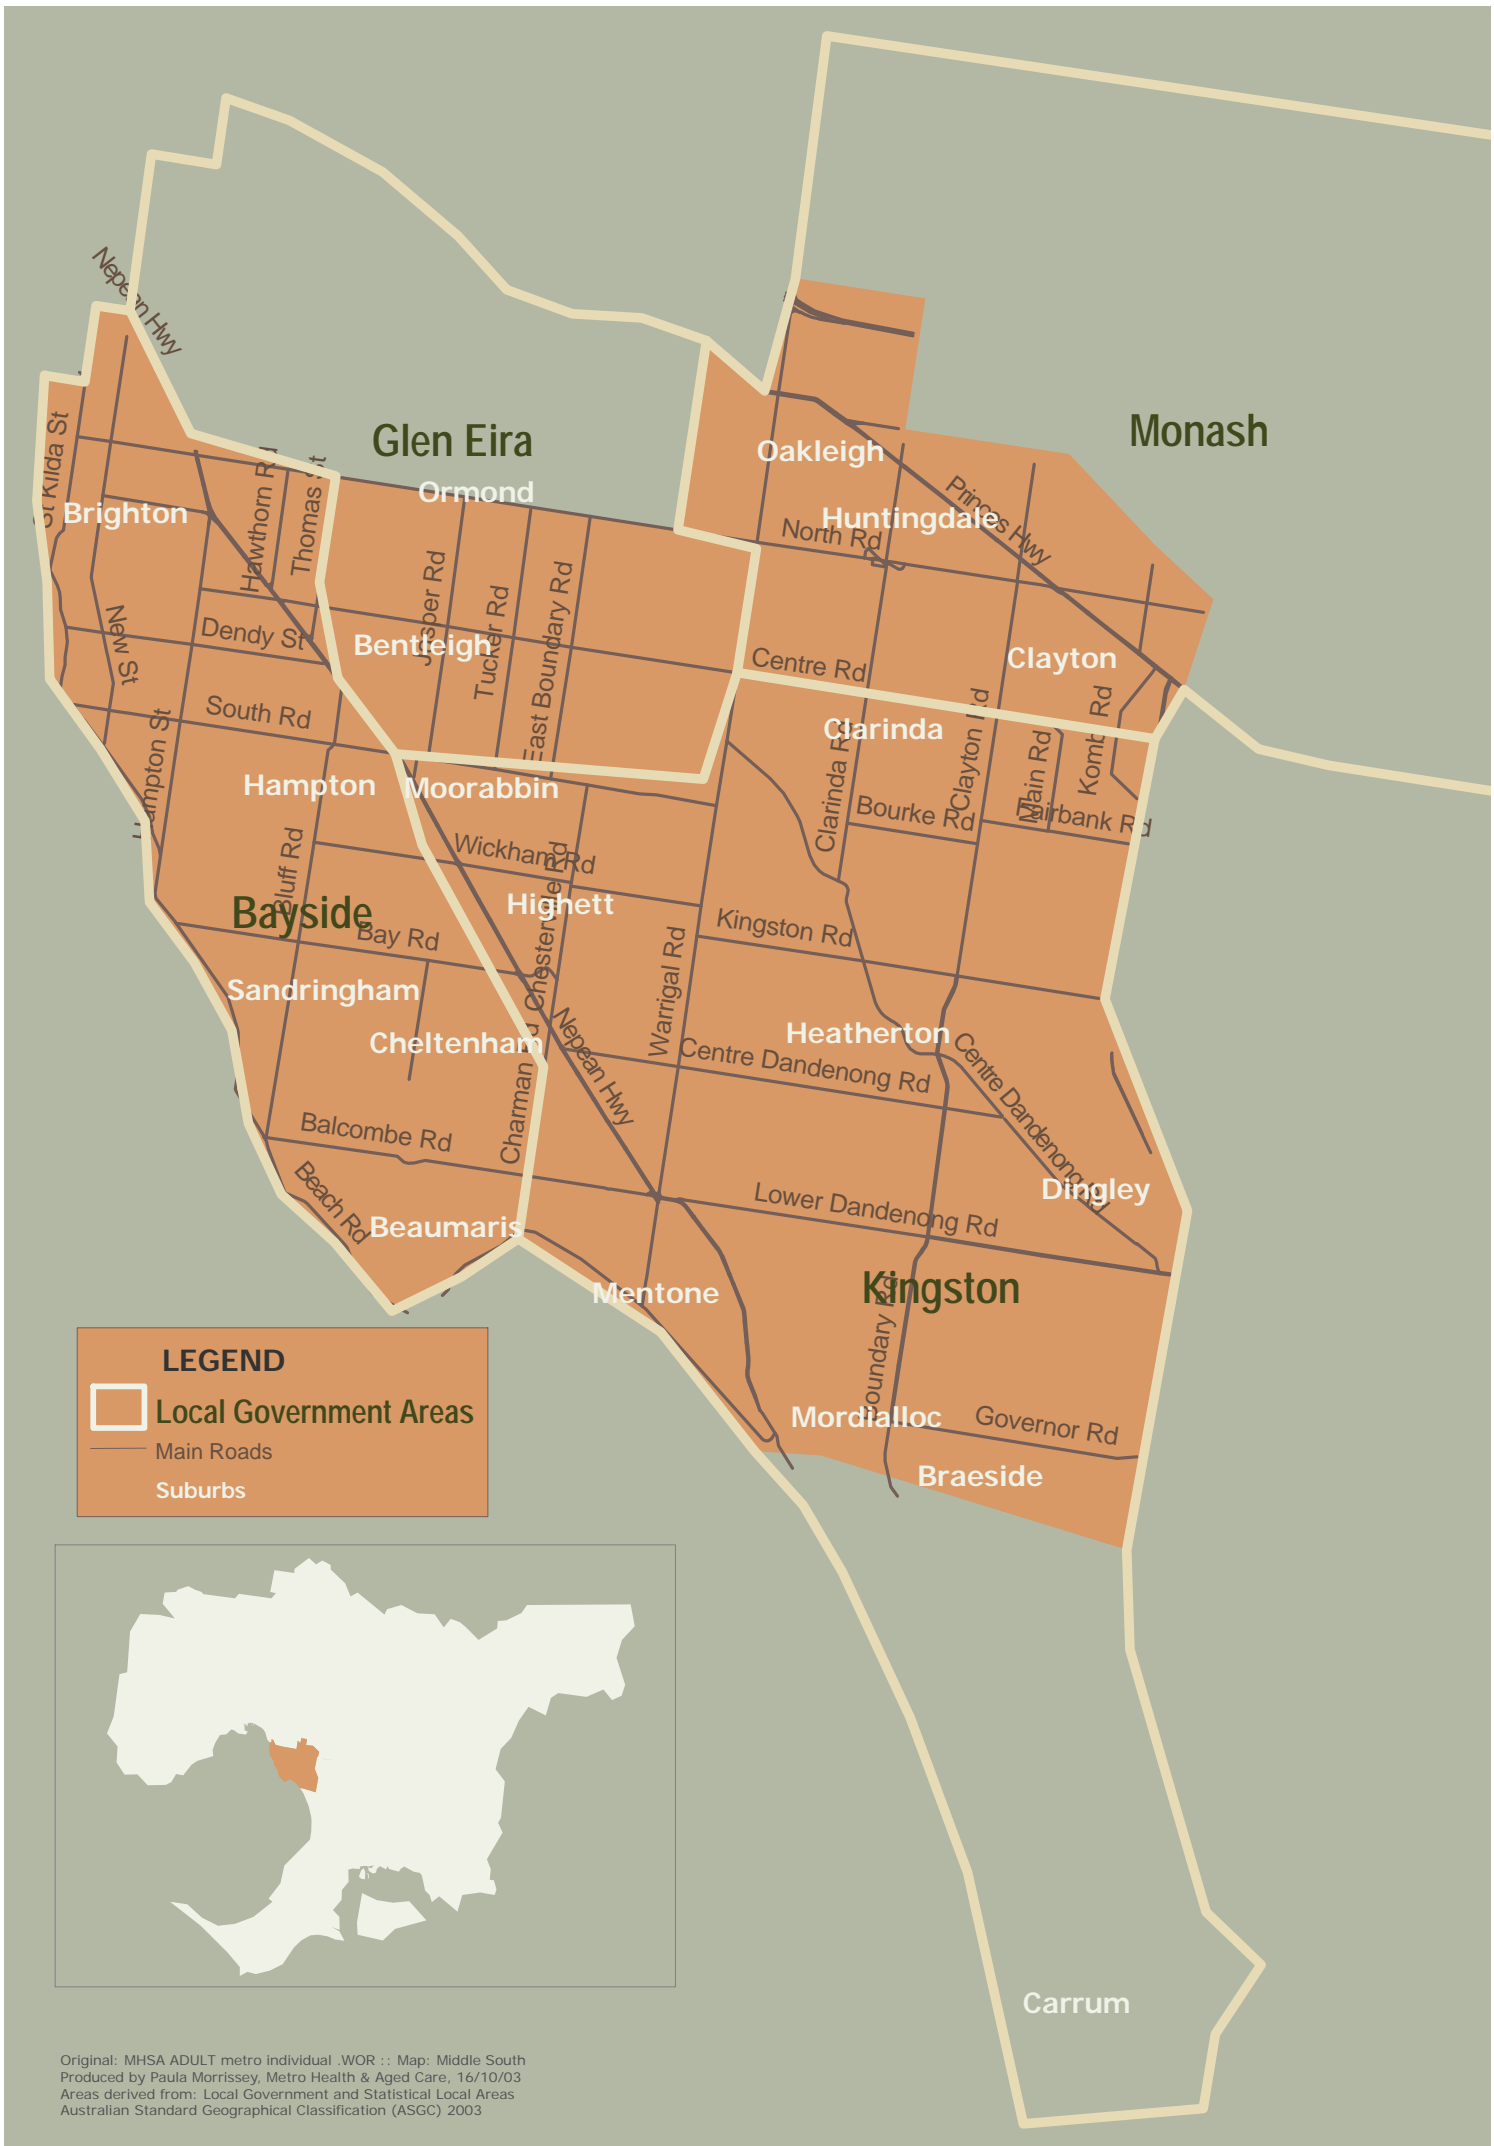 Nepean Hwy
Glen Eira
Monash
St Kilda St
Hawthorn Rd
Thomas St
Ormond
Oakleigh
Brighton
Huntingdale
Princes Hwy
North Rd
Jasper Rd
Tucker Rd
East Boundary Rd
New St
Dendy St
Bentleigh
Centre Rd
Clayton
South Rd
Hampton St
Clarinda
Clarinda Rd
Clayton Rd
Main Rd
Komb Rd
Hampton
Moorabbin
Bourke Rd
Fairbank Rd
Wickham Rd
Bluff Rd
Chesterville Rd
Highett
Bayside
Bay Rd
Kingston Rd
Warrigal Rd
Sandringham
Cheltenham
Nepean Hwy
Heatherton
Centre Dandenong Rd
Centre Dandenong Rd
Charman Rd
Balcombe Rd
Beach Rd
Dingley
Lower Dandenong Rd
Beaumaris
Mentone
Kingston
Boundary Rd
Mordialloc
Governor Rd
Braeside
LEGEND
Local Government Areas
Main Roads
Suburbs
Carrum
Original: MHSA ADULT metro individual .WOR :: Map: Middle South
Produced by Paula Morrissey, Metro Health & Aged Care, 16/10/03
Areas derived from: Local Government and Statistical Local Areas
Australian Standard Geographical Classification (ASGC) 2003